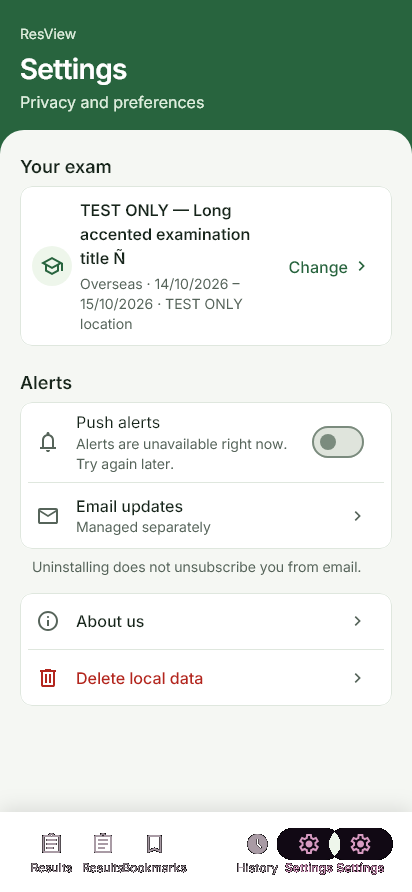 ResView
Settings
Privacy and preferences
Your exam
TEST ONLY — Long
accented examination
title Ñ
Overseas · 14/10/2026 –
15/10/2026 · TEST ONLY
location
Change
Alerts
Push alerts
Alerts are unavailable right now.
Try again later.
Email updates
Managed separately
Uninstalling does not unsubscribe you from email.
About us
Delete local data
Results Results Bookmarks History Settings Settings